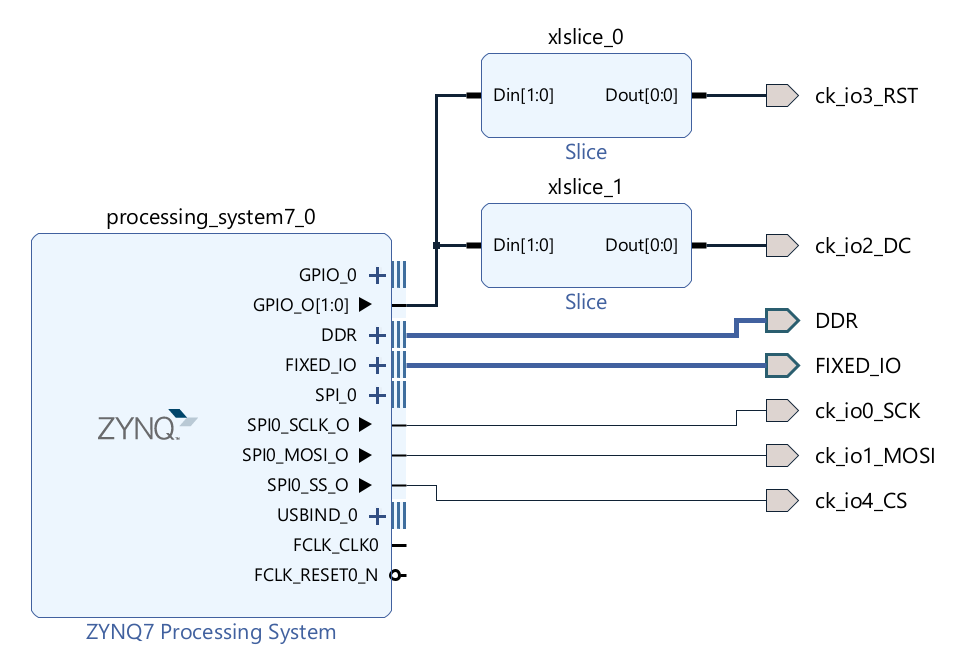 xlslice_0
Din[1:0] Dout[0:0]
Slice
ck_io3_RST
xlslice_1
Din[1:0] Dout[0:0]
Slice
ck_io2_DC
processing_system7_0
GPIO_0
GPIO_O[1:0]
DDR
FIXED_IO
SPI_0
SPI0_SCLK_O
SPI0_MOSI_O
SPI0_SS_O
USBIND_0
FCLK_CLK0
FCLK_RESET0_N
ZYNQ
TM
ZYNQ7 Processing System
DDR
FIXED_IO
ck_io0_SCK
ck_io1_MOSI
ck_io4_CS